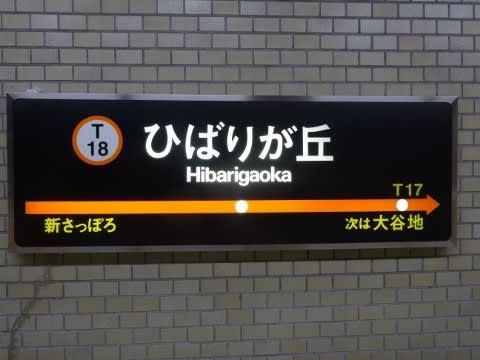 T
18
ひばりが丘
Hibarigaoka
T17
新さっぽろ
次は大谷地